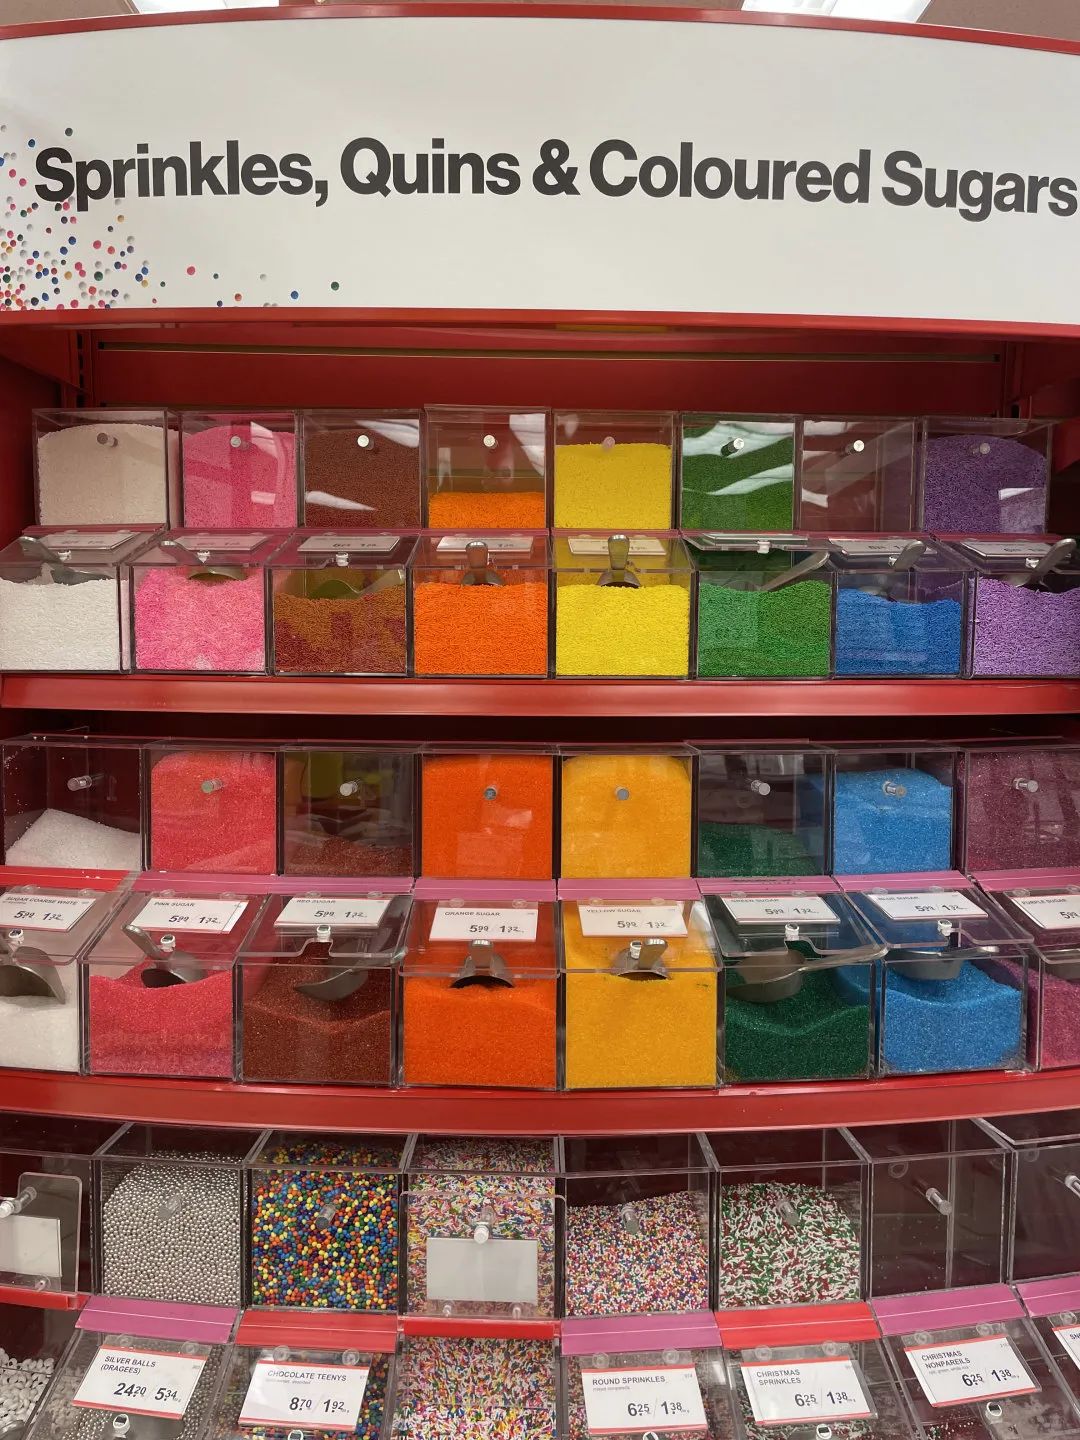 Sprinkles, Quins & Coloured Sugars
SUGAR COARSE WHITE
5.99 / 1.32
PINK SUGAR
5.99 / 1.32
RED SUGAR
5.99 1.32
ORANGE SUGAR
5.99 / 1.32
YELLOW SUGAR
5.99 / 1.32
GREEN SUGAR
5.99 / 1.32
BLUE SUGAR
5.99 / 1.32
PURPLE SUGAR
5.99
SILVER BALLS
(DRAGEES)
24.20 / 5.34
CHOCOLATE TEENYS
8.70 / 1.92
ROUND SPRINKLES
6.25 / 1.38
CHRISTMAS
SPRINKLES
6.25 / 1.38
CHRISTMAS
NONPAREILS
6.25 / 1.38